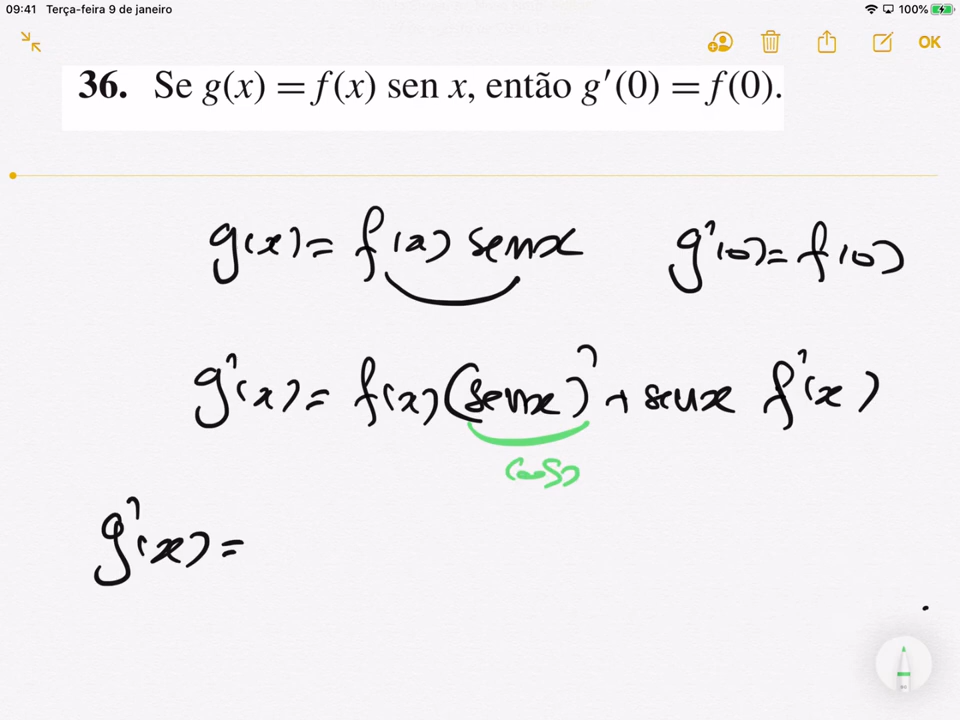 09:41 Terça-feira 9 de janeiro 100%
OK
36. Se g(x) = f(x) sen x, então g′(0) = f(0).
g(x) = f(x) senx g'(0) = f(0)
g'(x) = f(x)(senx)' + senx f'(x)
g'(x) =